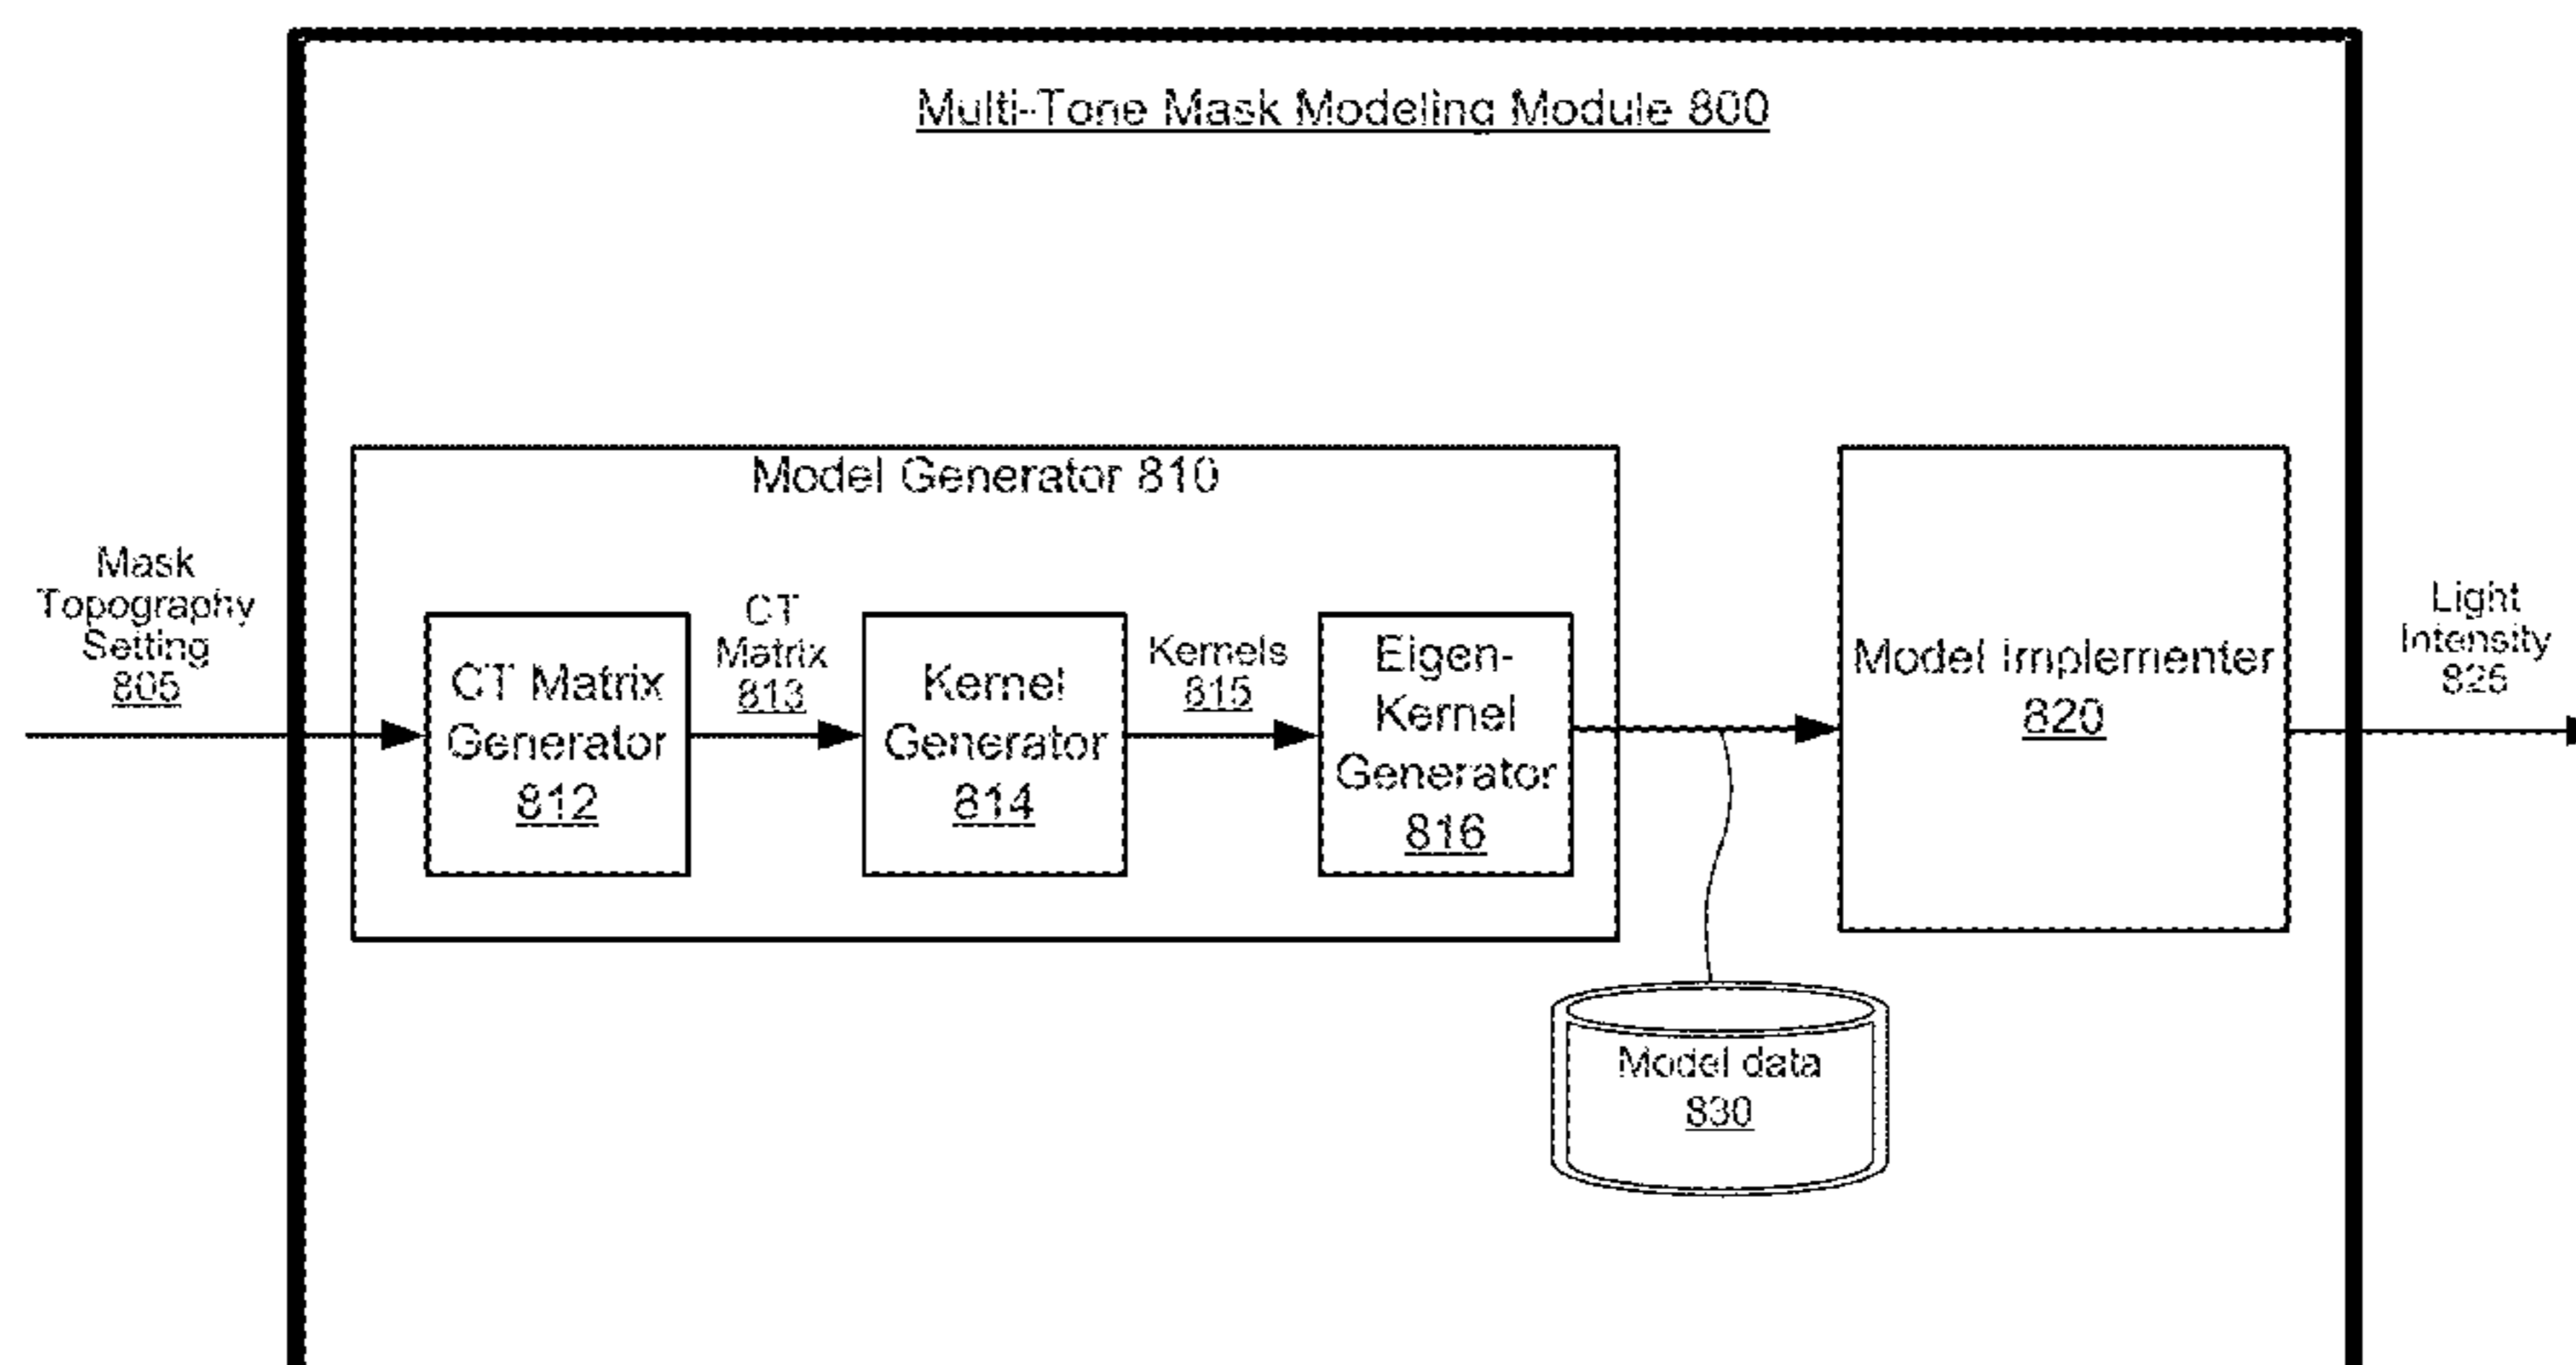 Multi-Tone Mask Modeling Module 800
Model Generator 810
Mask
Topography
Setting
805
CT Matrix
Generator
812
CT
Matrix
813
Kernel
Generator
814
Kernels
815
Eigen-
Kernel
Generator
816
Model Implementer
820
Light
Intensity
825
Model data
830